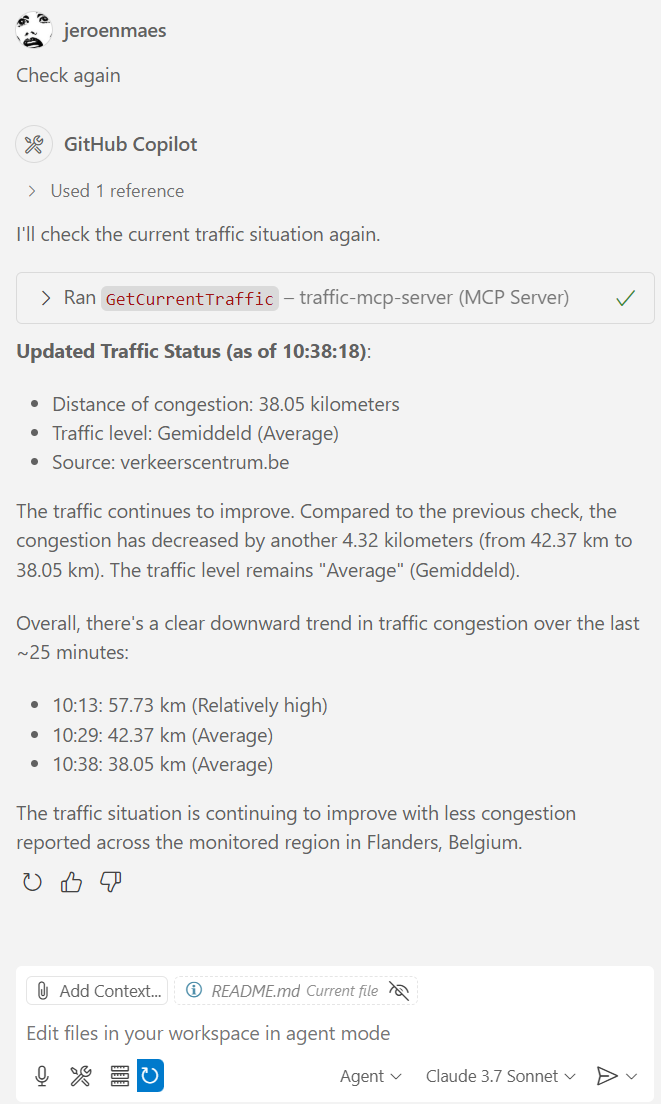 jeroenmaes
Check again
GitHub Copilot
Used 1 reference
I'll check the current traffic situation again.
Ran GetCurrentTraffic – traffic-mcp-server (MCP Server)
Updated Traffic Status (as of 10:38:18):
• Distance of congestion: 38.05 kilometers
• Traffic level: Gemiddeld (Average)
• Source: verkeerscentrum.be
The traffic continues to improve. Compared to the previous check, the
congestion has decreased by another 4.32 kilometers (from 42.37 km to
38.05 km). The traffic level remains "Average" (Gemiddeld).
Overall, there's a clear downward trend in traffic congestion over the last
~25 minutes:
• 10:13: 57.73 km (Relatively high)
• 10:29: 42.37 km (Average)
• 10:38: 38.05 km (Average)
The traffic situation is continuing to improve with less congestion
reported across the monitored region in Flanders, Belgium.
Add Context... README.md Current file
Edit files in your workspace in agent mode
Agent Claude 3.7 Sonnet